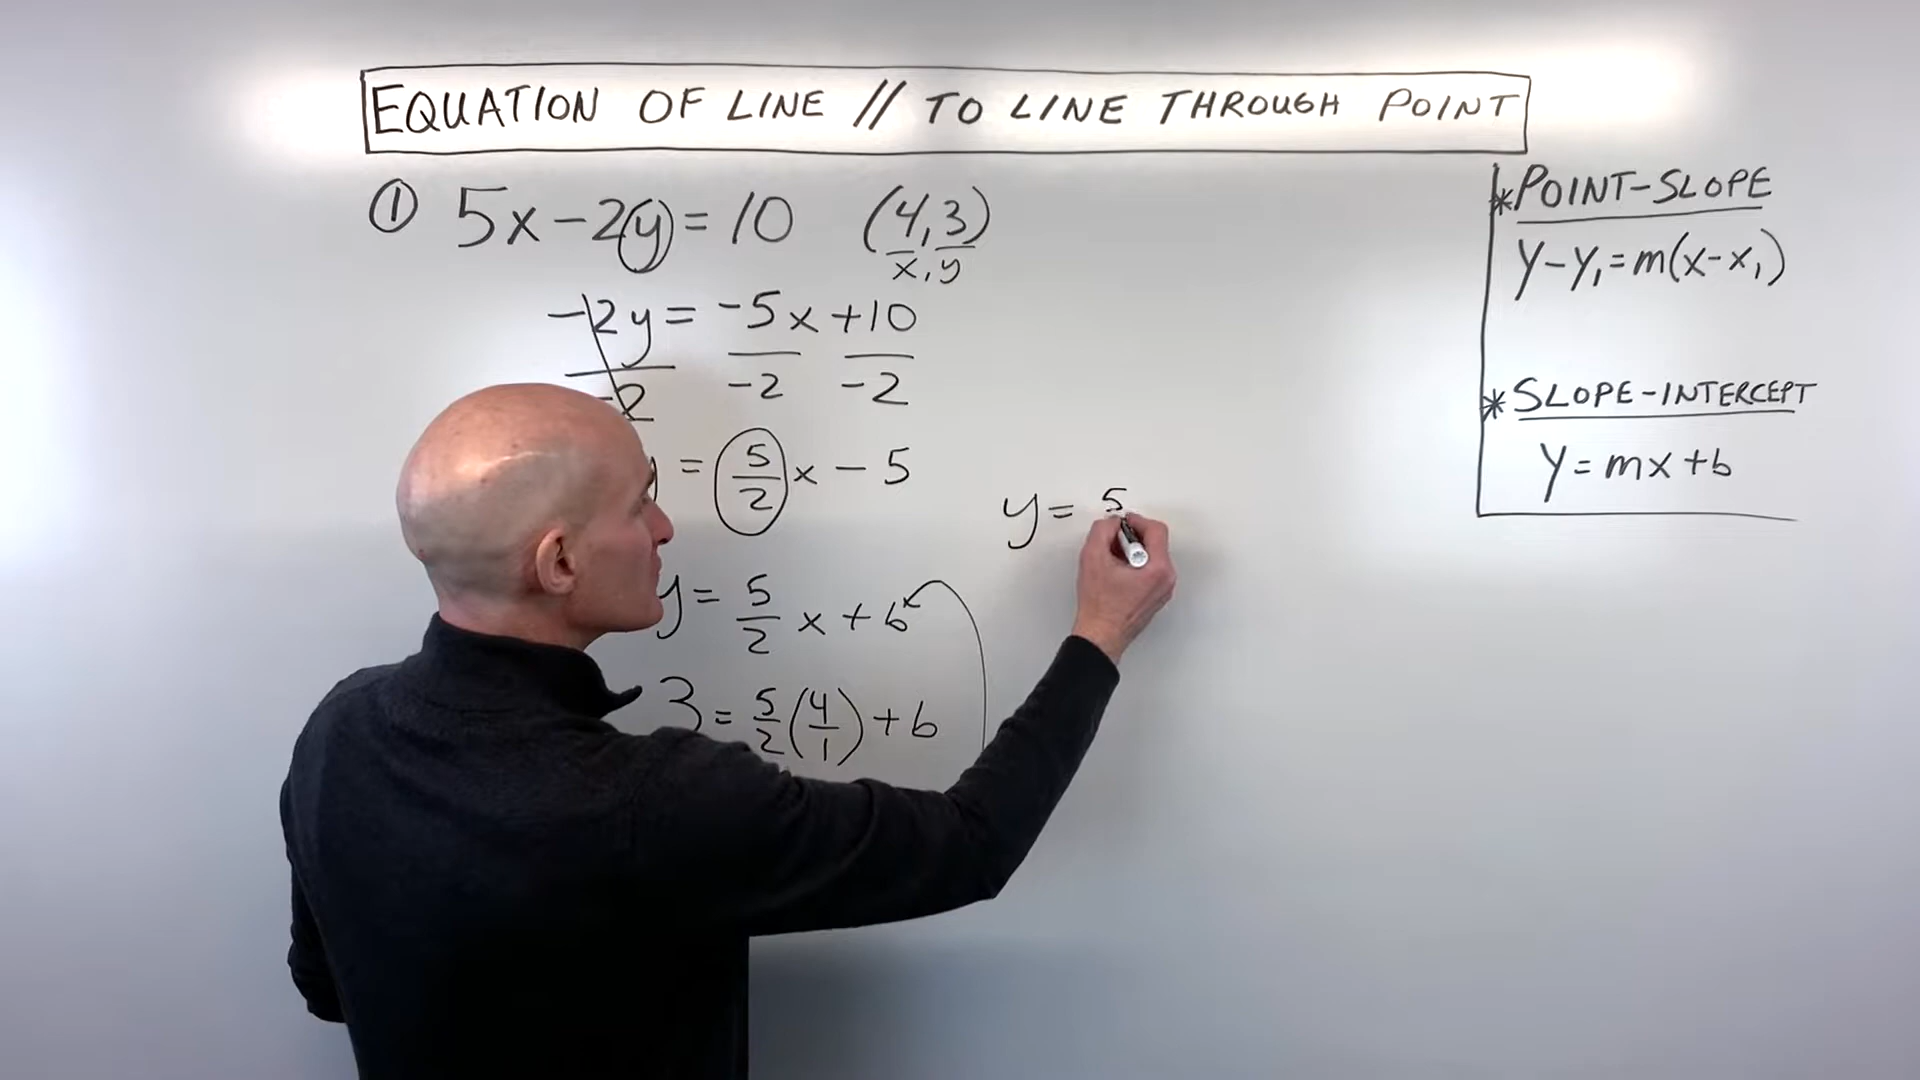 EQUATION OF LINE // TO LINE THROUGH POINT
① 5x-2y=10 (4,3)
x,y
-2y = -5x +10
-2 -2 -2
y = 5/2 x - 5
y = 5/2 x + b
3 = 5/2 (4/1) + b
y = 5
*POINT-SLOPE
y-y₁=m(x-x₁)
*SLOPE-INTERCEPT
y=mx+b